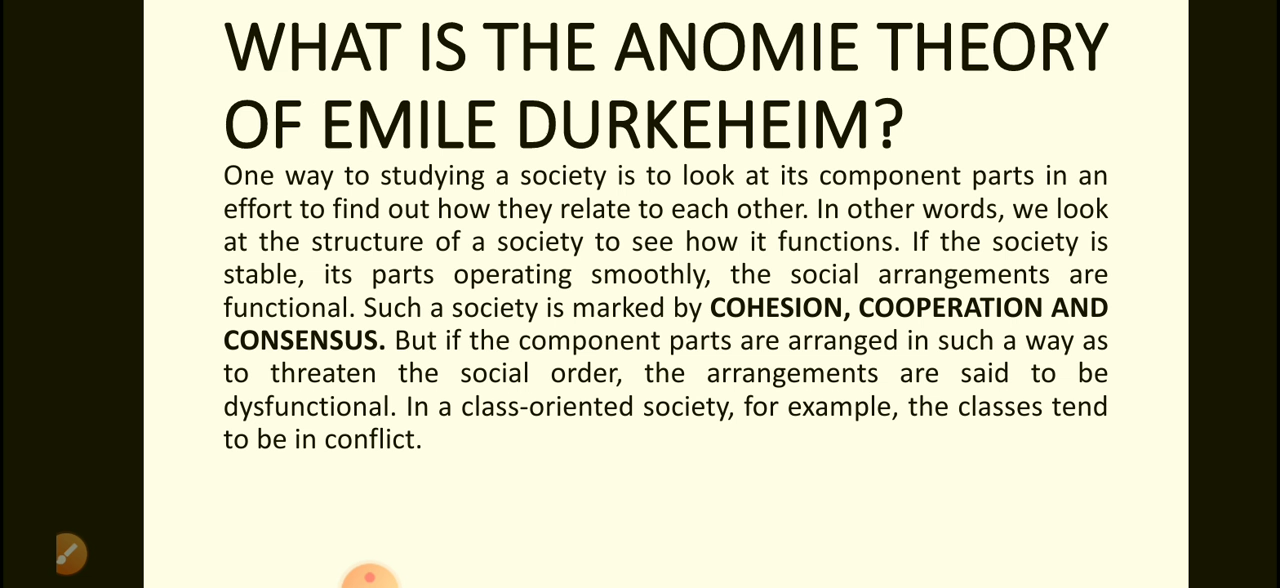 WHAT IS THE ANOMIE THEORY
OF EMILE DURKEHEIM?
One way to studying a society is to look at its component parts in an
effort to find out how they relate to each other. In other words, we look
at the structure of a society to see how it functions. If the society is
stable, its parts operating smoothly, the social arrangements are
functional. Such a society is marked by COHESION, COOPERATION AND
CONSENSUS. But if the component parts are arranged in such a way as
to threaten the social order, the arrangements are said to be
dysfunctional. In a class-oriented society, for example, the classes tend
to be in conflict.